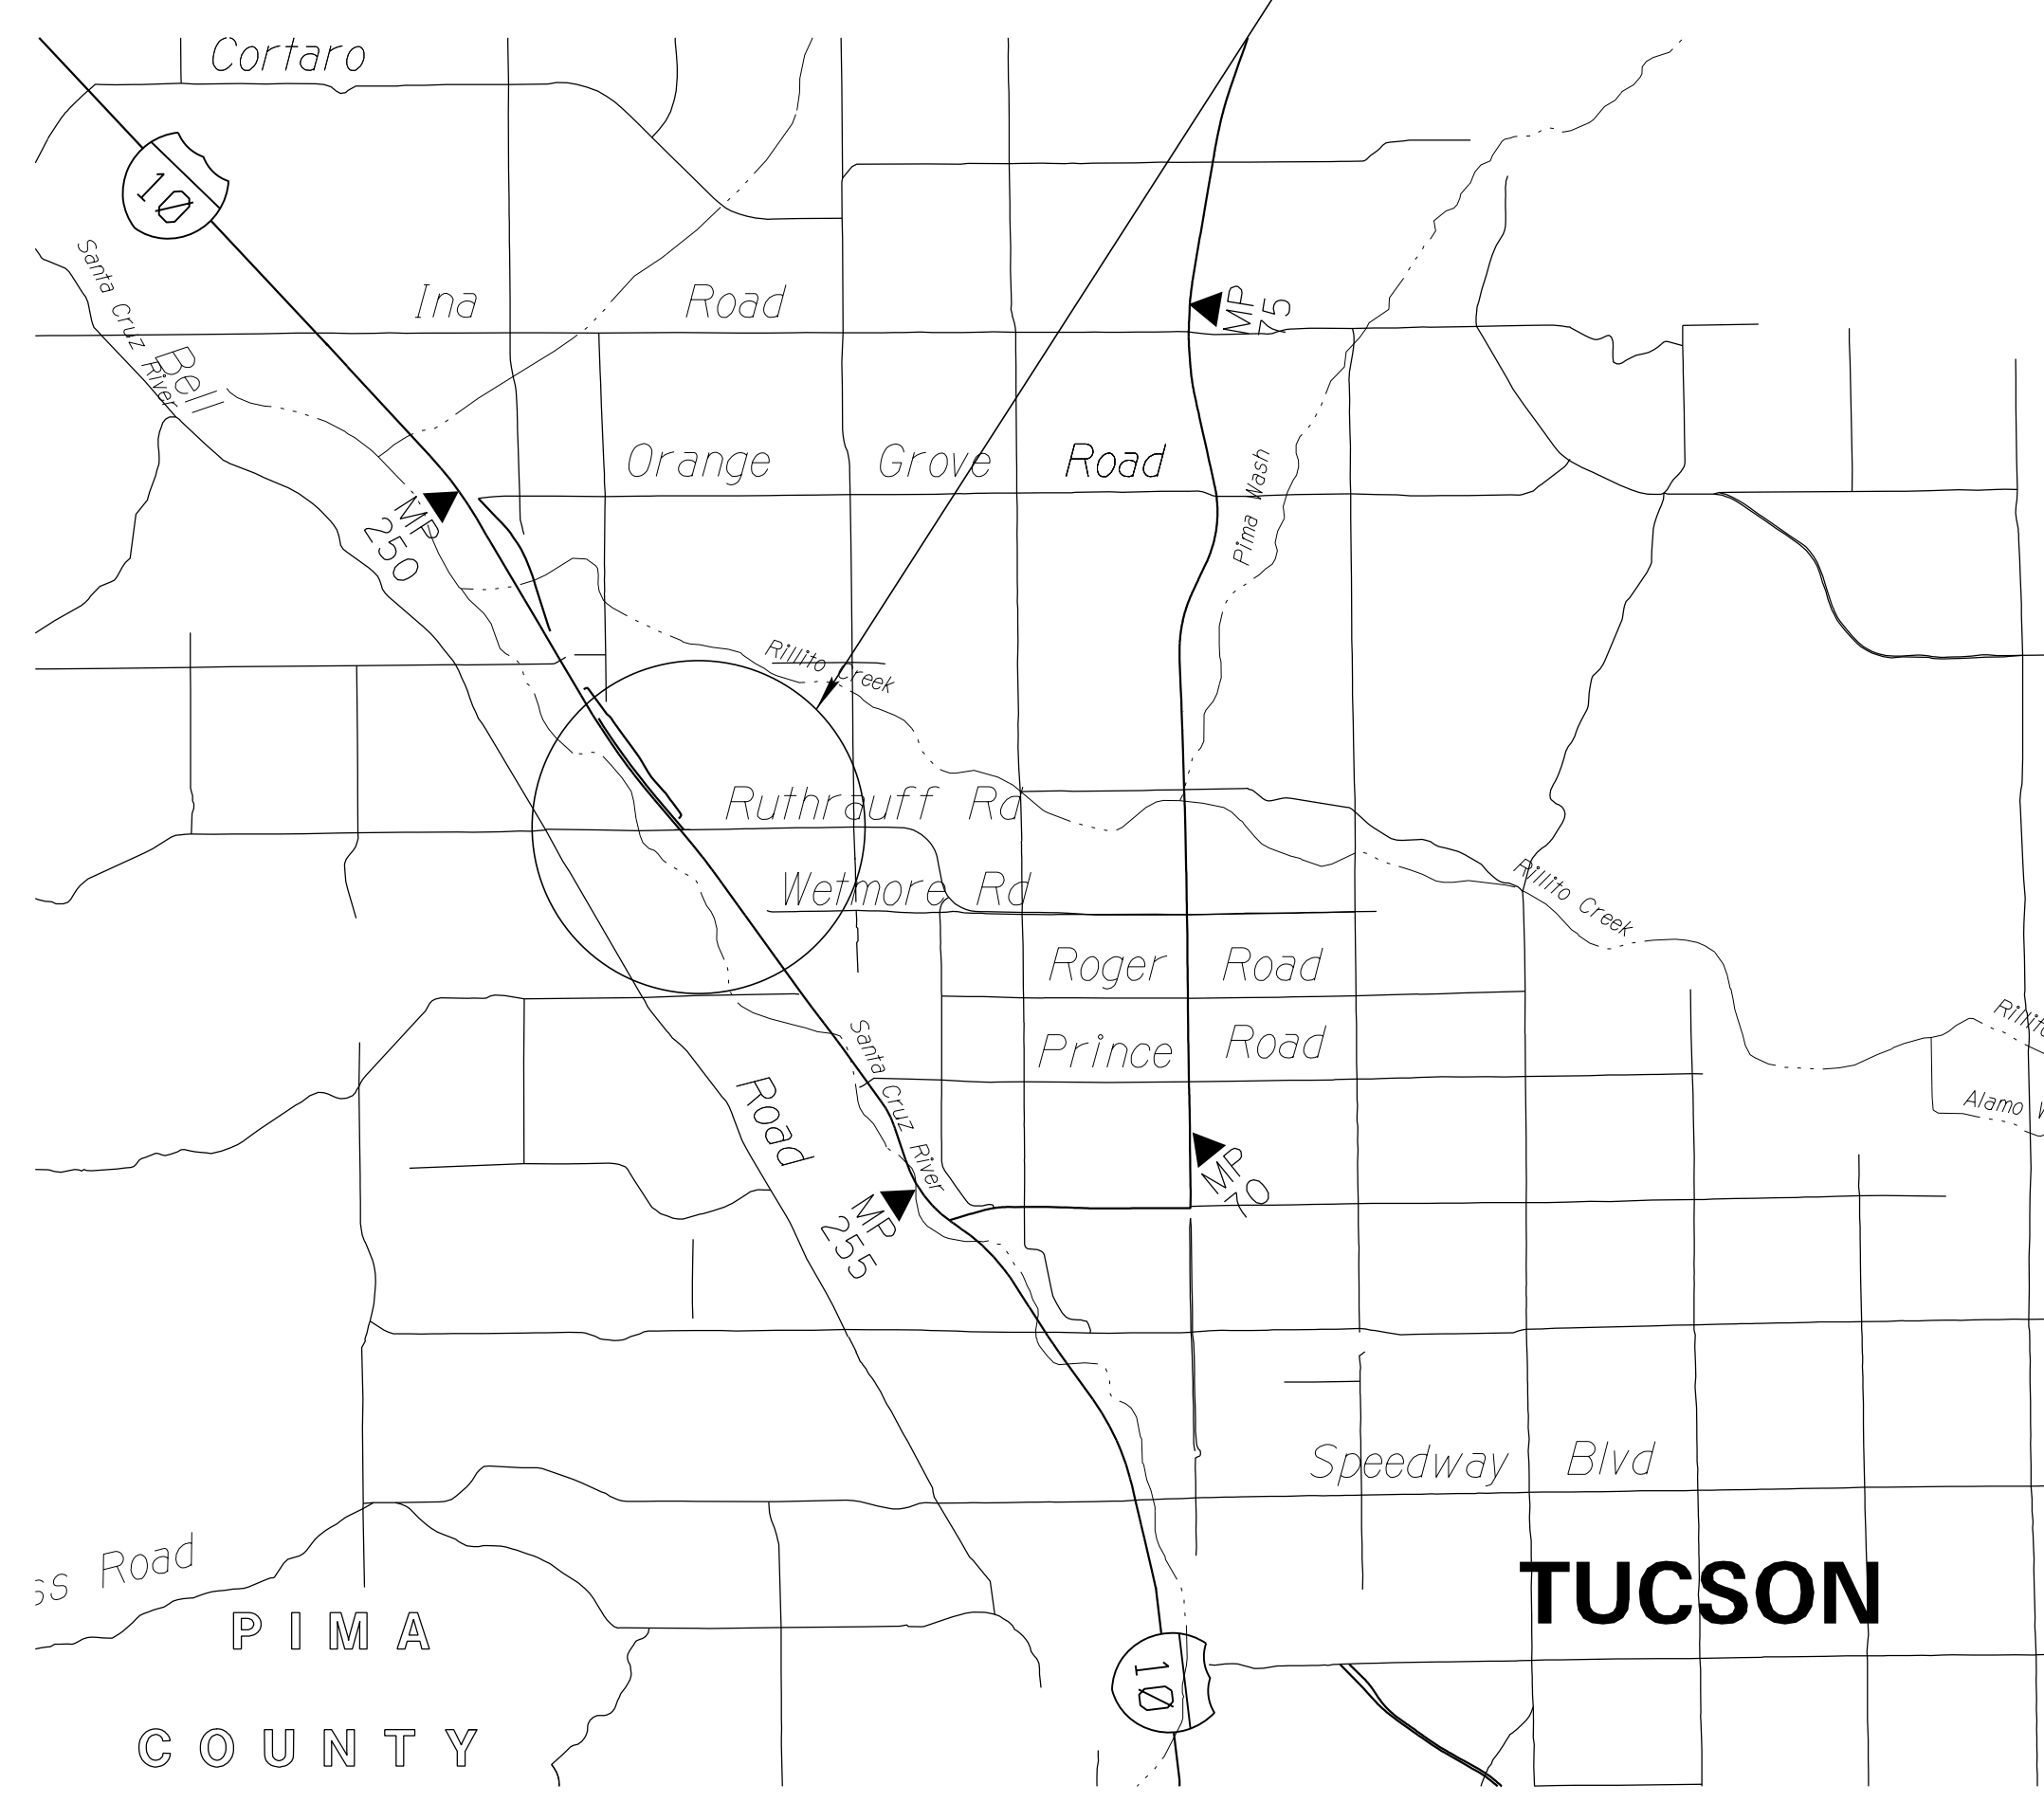 Cortaro
10
Santa Cruz River
Ina Road
MP
75
Bell
Orange Grove Road
Pima Wash
MP
250
Rillito Creek
Ruthrauff Rd
Wetmore Rd
Rillito Creek
Roger Road
Prince Road
Santa Cruz River
Alamo
Road
MP
70
MP
255
Speedway Blvd
ss Road
TUCSON
PIMA
COUNTY
10